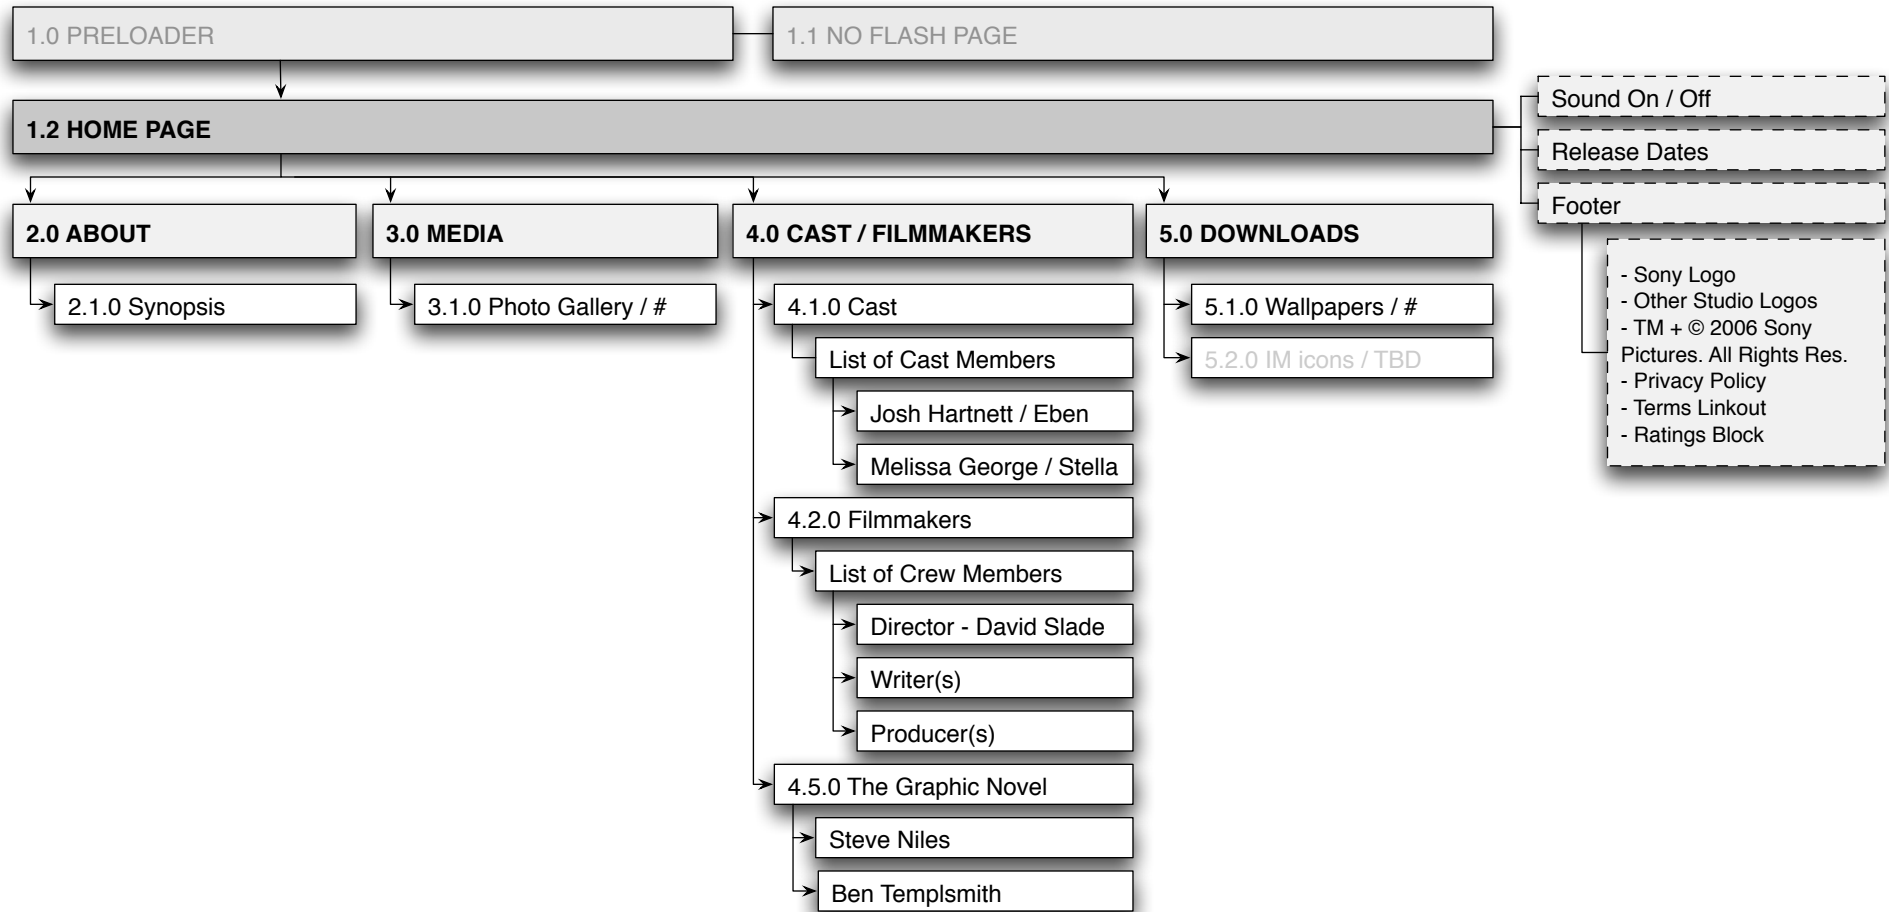 1.0 PRELOADER
1.1 NO FLASH PAGE
1.2 HOME PAGE
Sound On / Off
Release Dates
Footer
- Sony Logo
- Other Studio Logos
- TM + © 2006 Sony
Pictures. All Rights Res.
- Privacy Policy
- Terms Linkout
- Ratings Block
2.0 ABOUT
2.1.0 Synopsis
3.0 MEDIA
3.1.0 Photo Gallery / #
4.0 CAST / FILMMAKERS
4.1.0 Cast
List of Cast Members
Josh Hartnett / Eben
Melissa George / Stella
4.2.0 Filmmakers
List of Crew Members
Director - David Slade
Writer(s)
Producer(s)
4.5.0 The Graphic Novel
Steve Niles
Ben Templsmith
5.0 DOWNLOADS
5.1.0 Wallpapers / #
5.2.0 IM icons / TBD